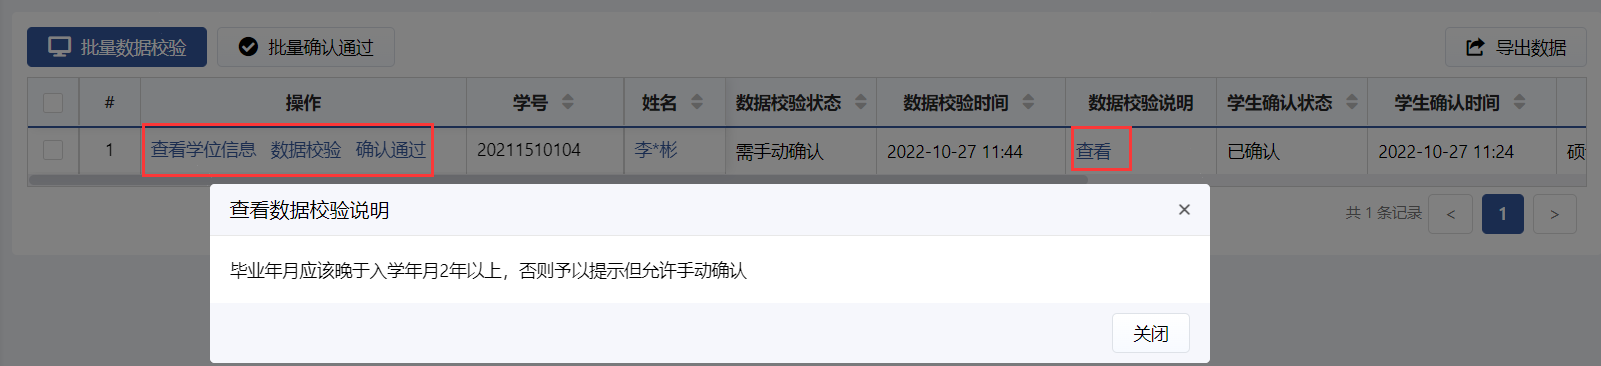 批量数据校验 批量确认通过 导出数据
# 操作 学号 姓名 数据校验状态 数据校验时间 数据校验说明 学生确认状态 学生确认时间
1 查看学位信息 数据校验 确认通过 20211510104 李*彬 需手动确认 2022-10-27 11:44 查看 已确认 2022-10-27 11:24 硕
共 1 条记录 < 1 >
查看数据校验说明 ×
毕业年月应该晚于入学年月2年以上，否则予以提示但允许手动确认
关闭